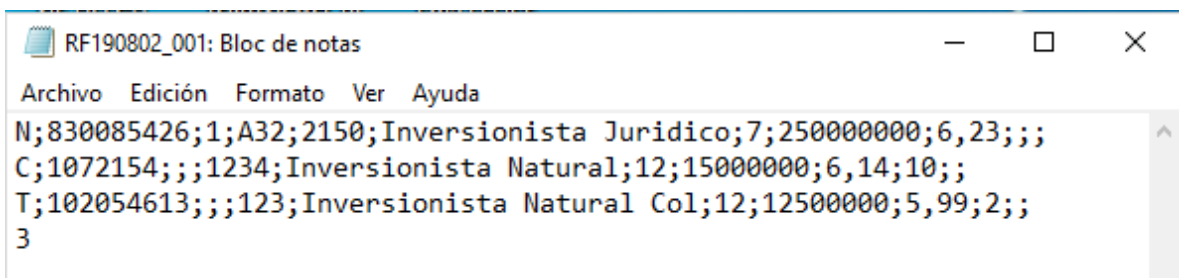 RF190802_001: Bloc de notas
Archivo Edición Formato Ver Ayuda
N;830085426;1;A32;2150;Inversionista Juridico;7;250000000;6,23;;;
C;1072154;;;1234;Inversionista Natural;12;15000000;6,14;10;;
T;102054613;;;123;Inversionista Natural Col;12;12500000;5,99;2;;
3